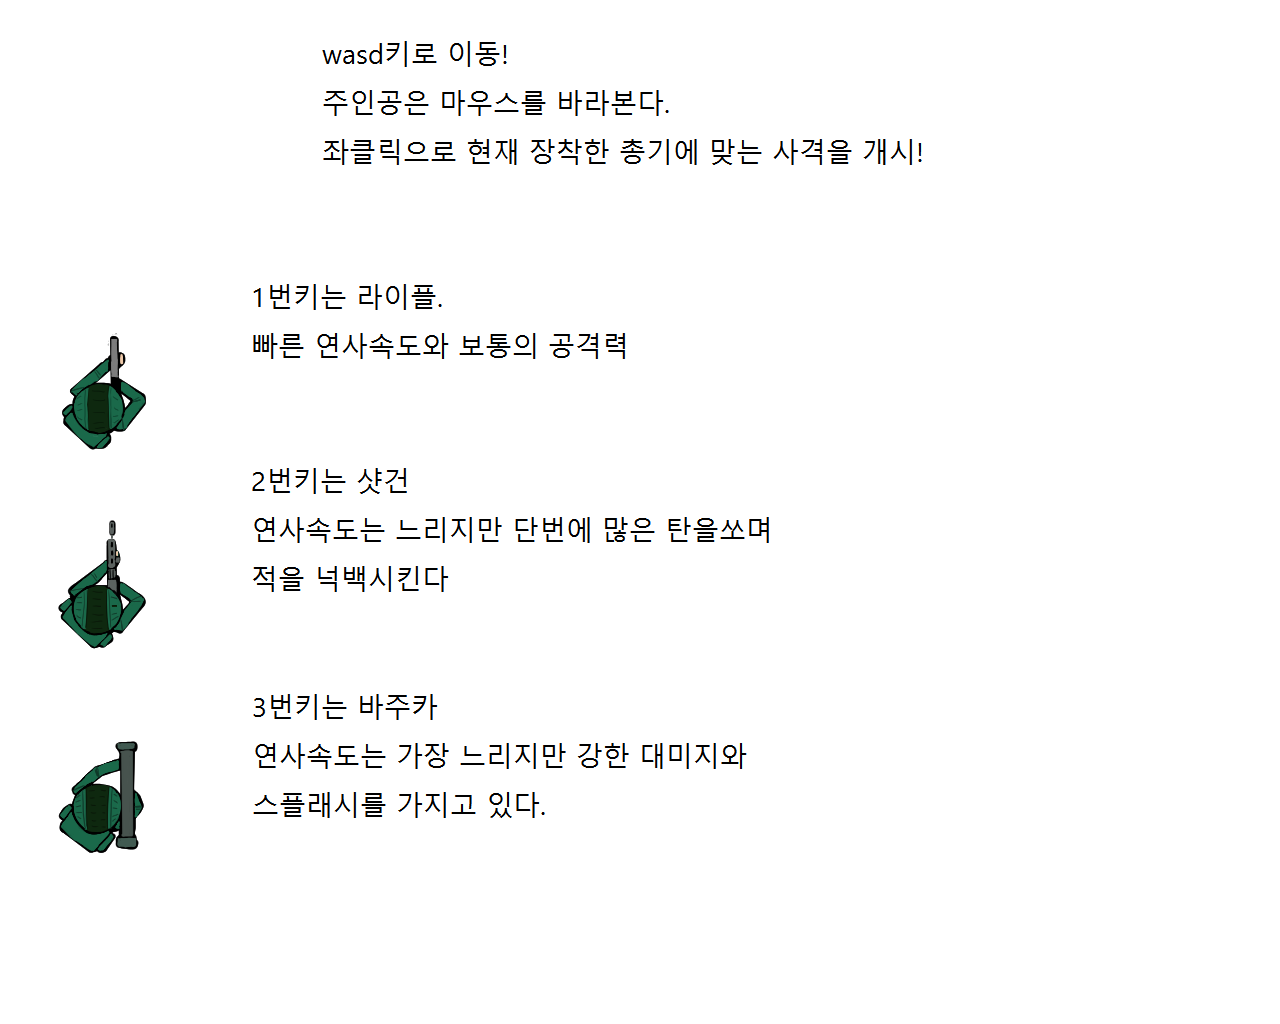 wasd키로 이동!
주인공은 마우스를 바라본다.
좌클릭으로 현재 장착한 총기에 맞는 사격을 개시!
1번키는 라이플.
빠른 연사속도와 보통의 공격력
2번키는 샷건
연사속도는 느리지만 단번에 많은 탄을쏘며
적을 넉백시킨다
3번키는 바주카
연사속도는 가장 느리지만 강한 대미지와
스플래시를 가지고 있다.